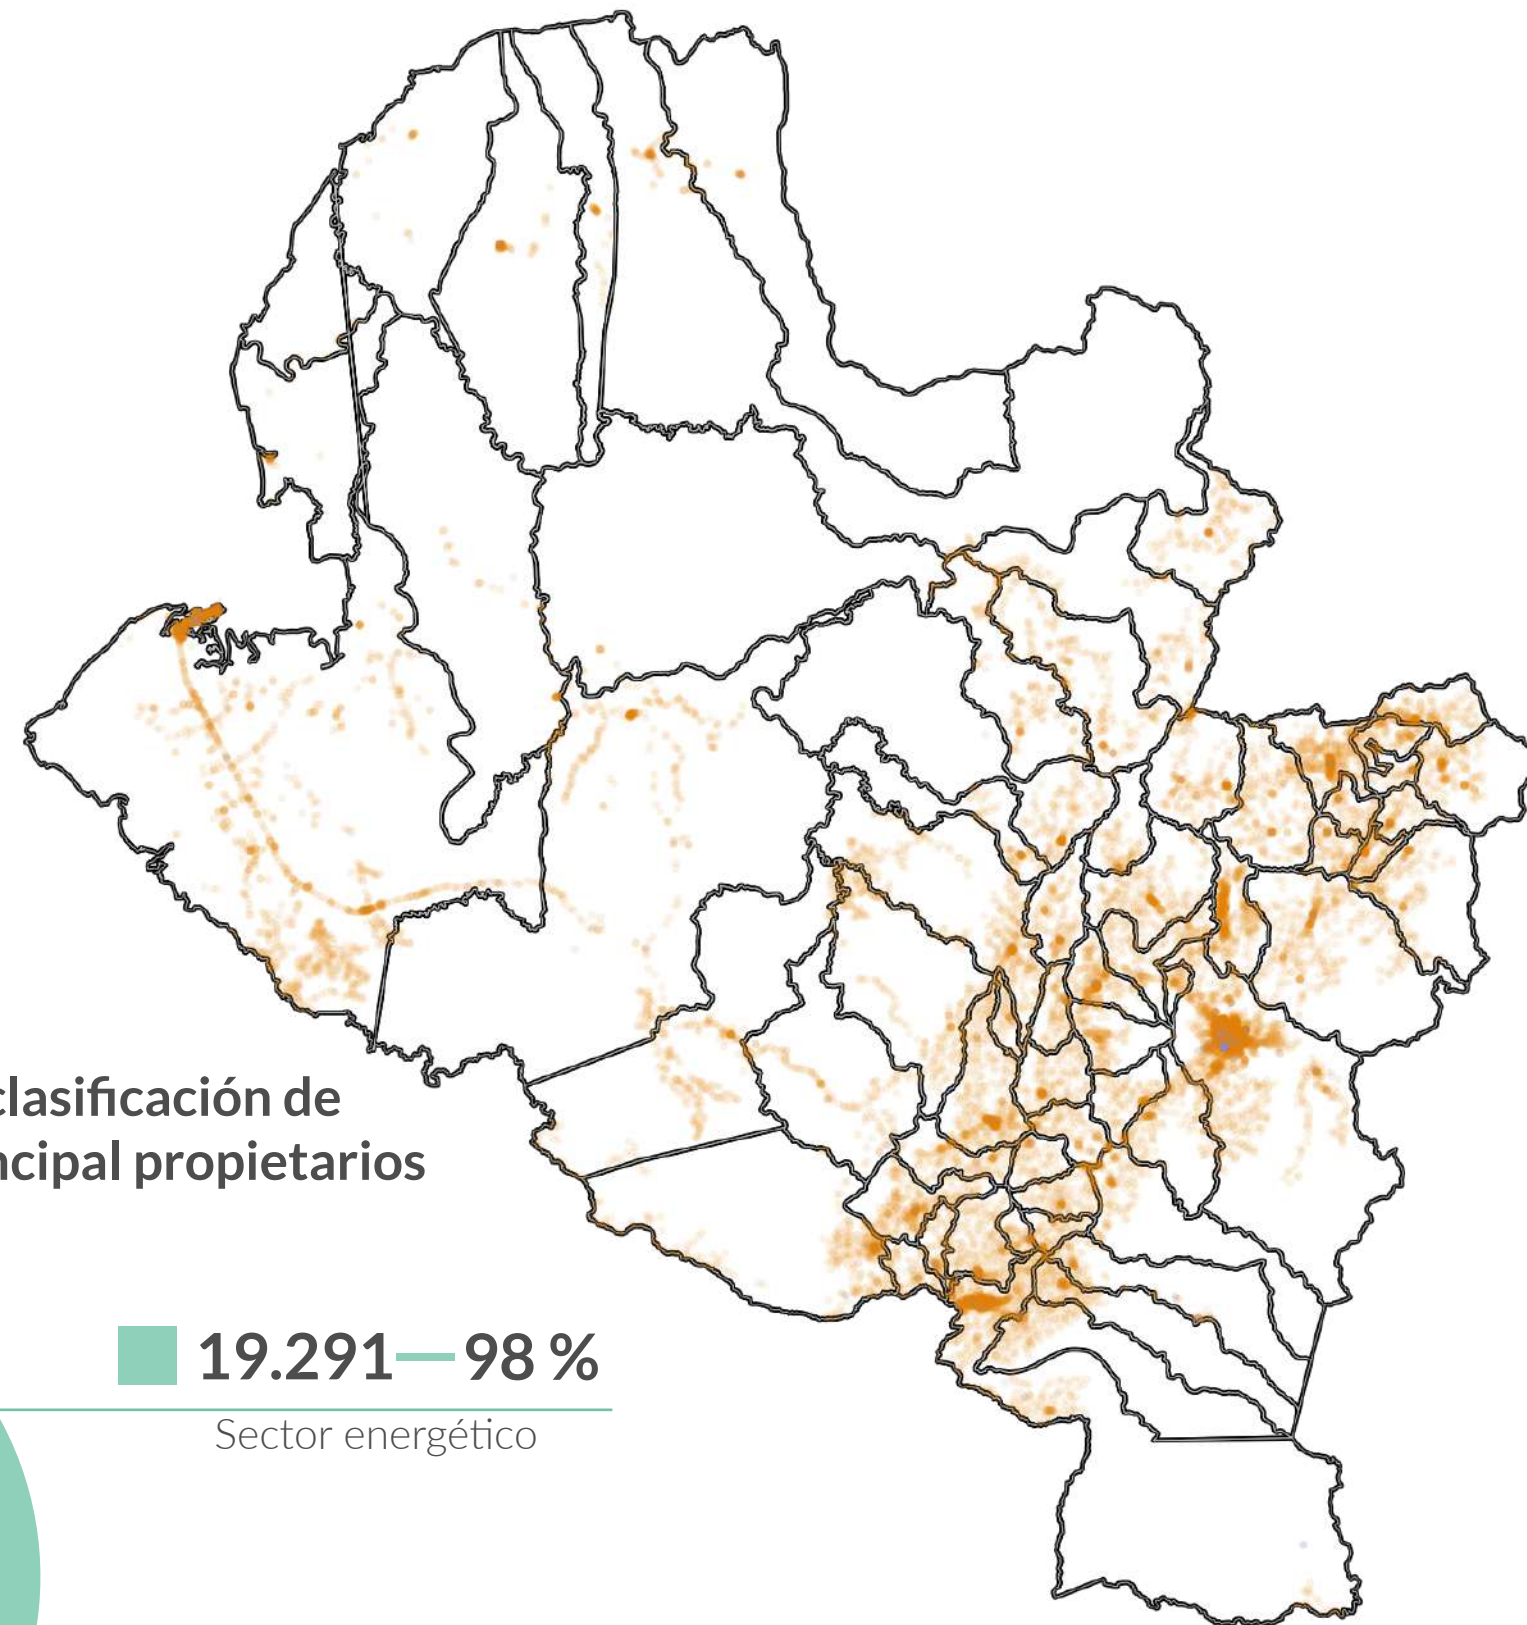 clasificación de
ncipal propietarios
19.291 — 98 %
Sector energético